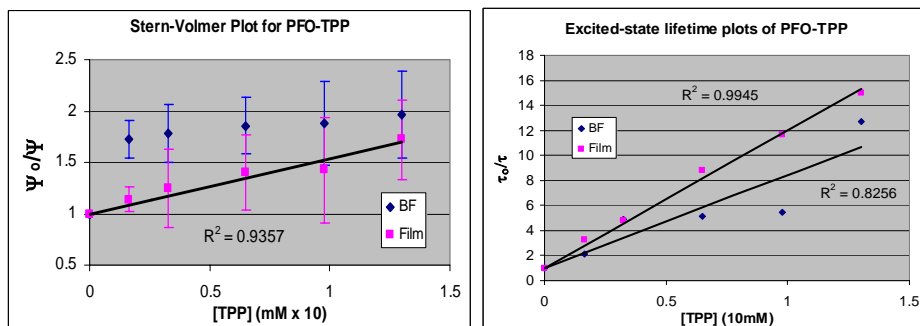 Stern-Volmer Plot for PFO-TPP
2.5
2
1.5
1
0.5
Ψ o/Ψ
R² = 0.9357
BF
Film
0
0.5
1
1.5
[TPP] (mM x 10)
Excited-state lifetime plots of PFO-TPP
18
16
14
12
10
8
6
4
2
0
τo/τ
R² = 0.9945
BF
Film
R² = 0.8256
0
0.5
1
1.5
[TPP] (10mM)